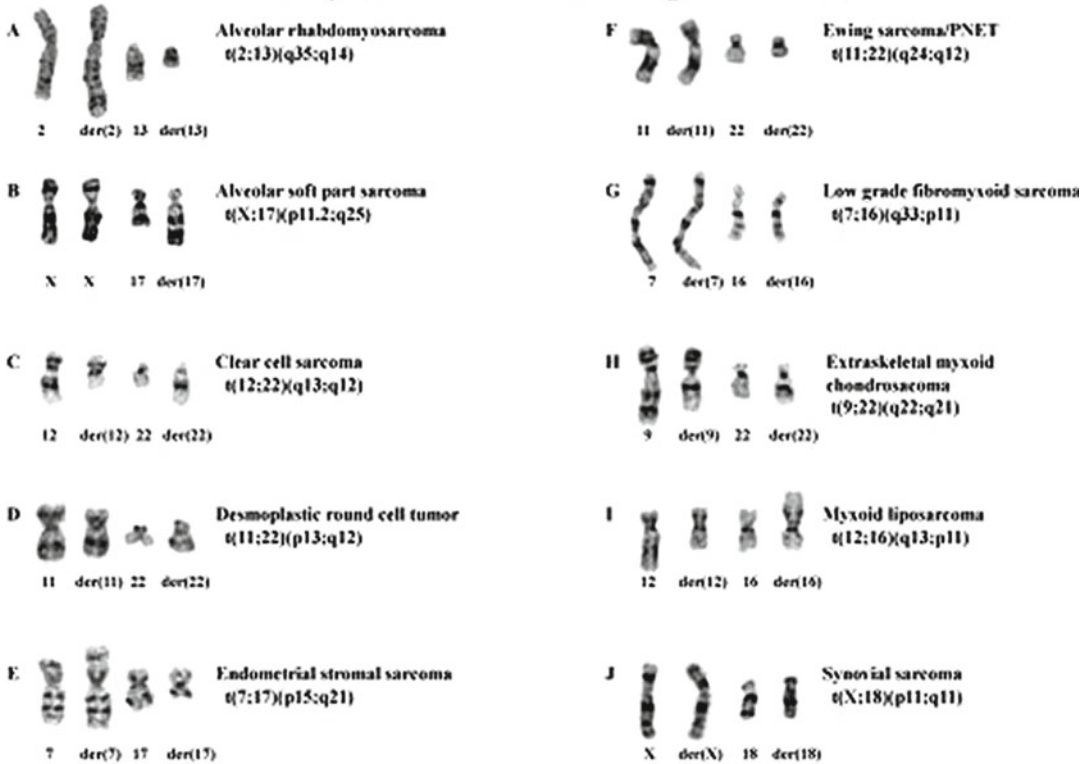 A
Alveolar rhabdomyosarcoma
t(2;13)(q35;q14)
2 der(2) 13 der(13)
B
Alveolar soft part sarcoma
t(X;17)(p11.2;q25)
X X 17 der(17)
C
Clear cell sarcoma
t(12;22)(q13;q12)
12 der(12) 22 der(22)
D
Desmoplastic round cell tumor
t(11;22)(p13;q12)
11 der(11) 22 der(22)
E
Endometrial stromal sarcoma
t(7;17)(p15;q21)
7 der(7) 17 der(17)
F
Ewing sarcoma/PNET
t(11;22)(q24;q12)
11 der(11) 22 der(22)
G
Low grade fibromyxoid sarcoma
t(7;16)(q33;p11)
7 der(7) 16 der(16)
H
Extraskeletal myxoid
chondrosacoma
t(9;22)(q22;q21)
9 der(9) 22 der(22)
I
Myxoid liposarcoma
t(12;16)(q13;p11)
12 der(12) 16 der(16)
J
Synovial sarcoma
t(X;18)(p11;q11)
X der(X) 18 der(18)